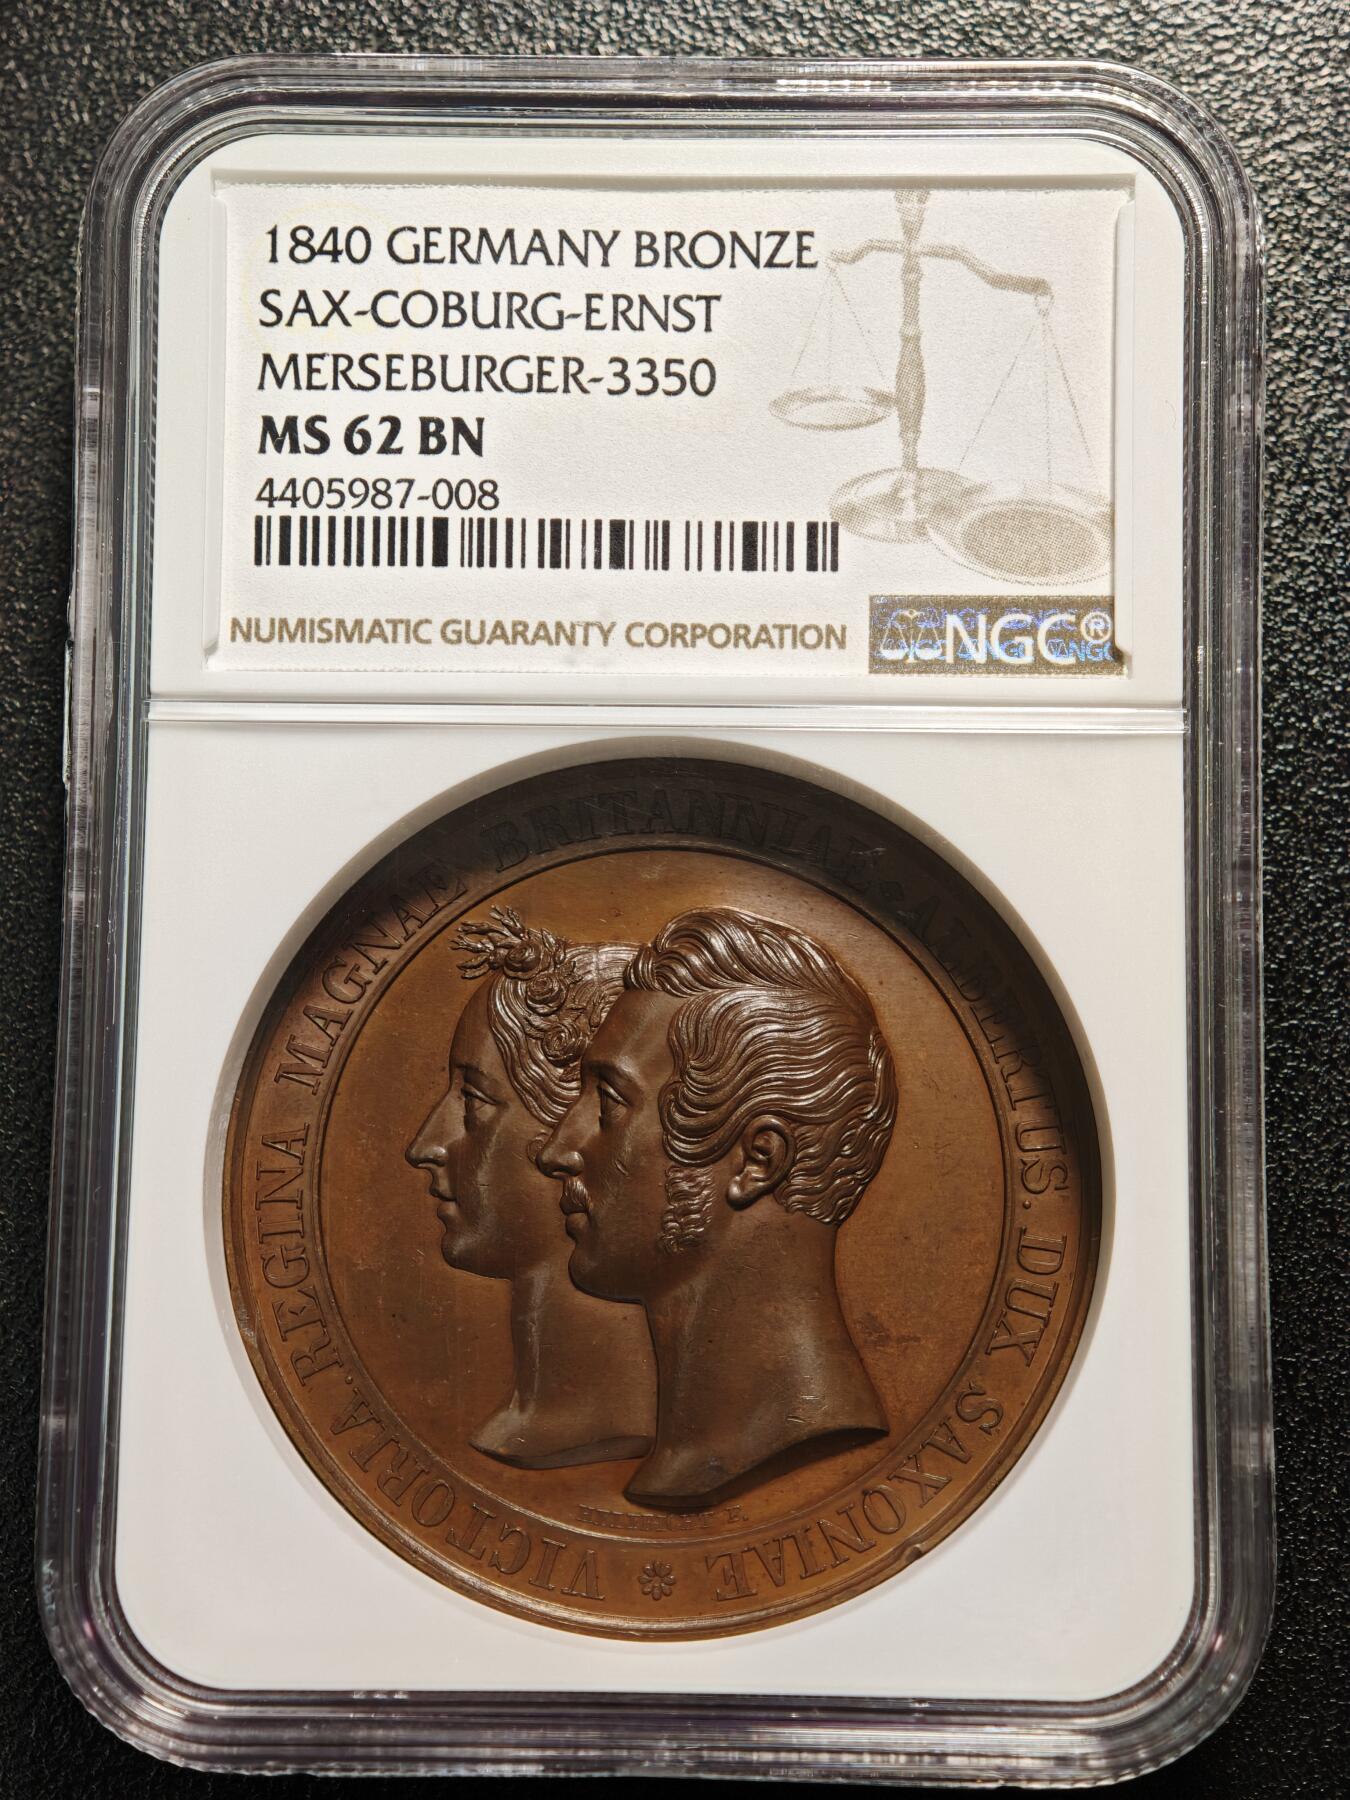 1840 GERMANY BRONZE
SAX-COBURG-ERNST
MERSEBURGER-3350
MS 62 BN
4405987-008
NUMISMATIC GUARANTY CORPORATION
NGC®
VICTORIA. REGINA MAGNAE BRITANNIAE ALBERTUS. DUX SAXONIAE
HELFRICHT F.